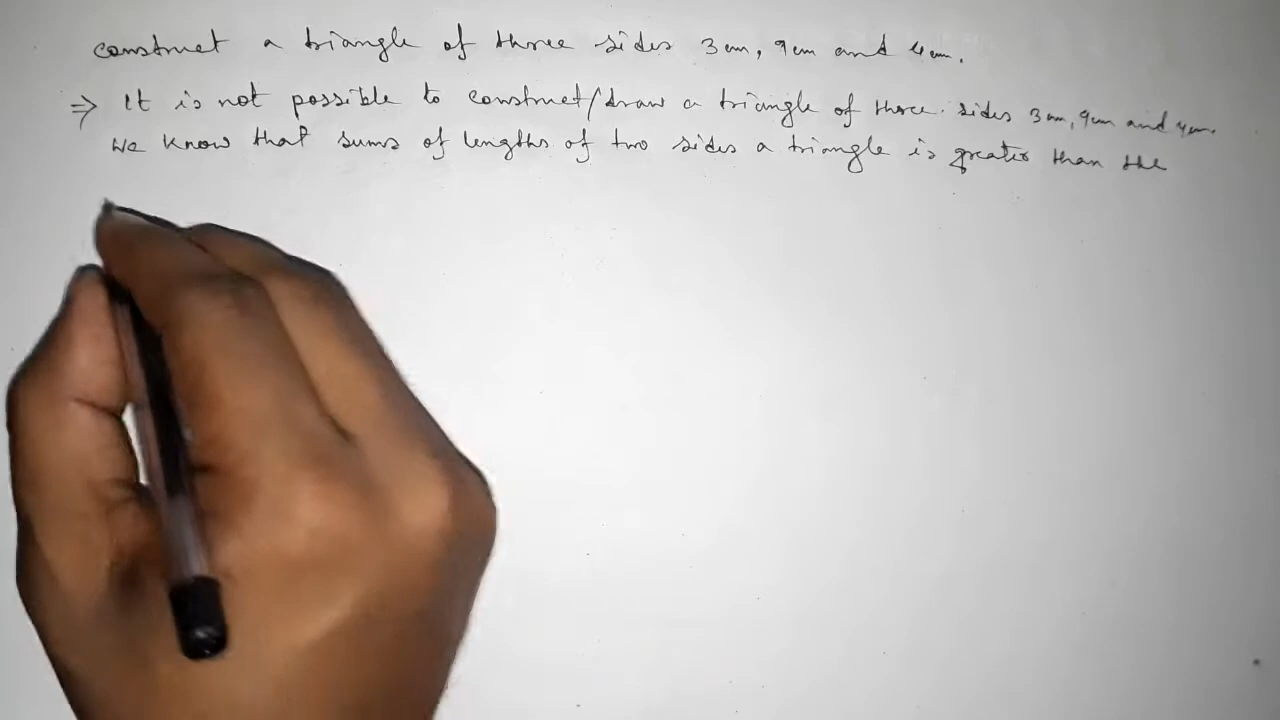 construct a triangle of three sides 3cm, 9cm and 4cm.
⇒ It is not possible to construct/draw a triangle of three sides 3cm, 9cm and 4cm.
We know that sums of lengths of two sides a triangle is greater than the